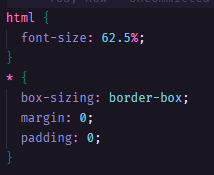 html {
  font-size: 62.5%;
}
* {
  box-sizing: border-box;
  margin: 0;
  padding: 0;
}